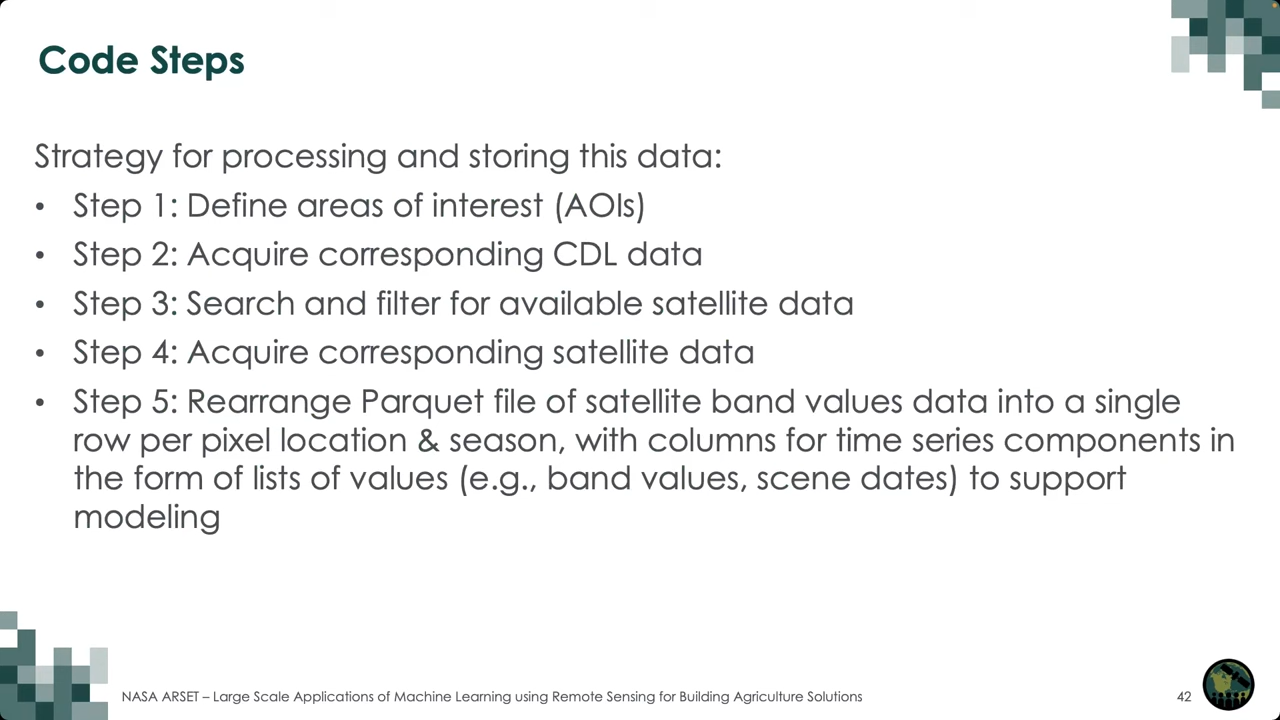 Code Steps
Strategy for processing and storing this data:
• Step 1: Define areas of interest (AOIs)
• Step 2: Acquire corresponding CDL data
• Step 3: Search and filter for available satellite data
• Step 4: Acquire corresponding satellite data
• Step 5: Rearrange Parquet file of satellite band values data into a single
row per pixel location & season, with columns for time series components in
the form of lists of values (e.g., band values, scene dates) to support
modeling
NASA ARSET – Large Scale Applications of Machine Learning using Remote Sensing for Building Agriculture Solutions
42